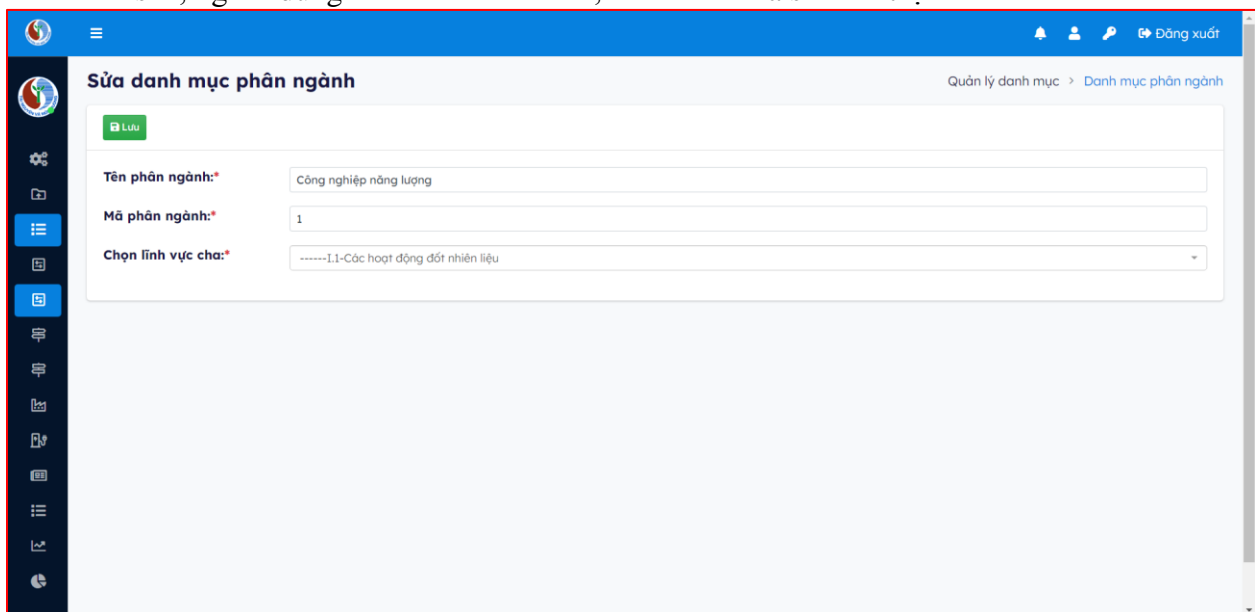 Đăng xuất
Sửa danh mục phân ngành
Quản lý danh mục > Danh mục phân ngành
Lưu
Tên phân ngành:* Công nghiệp năng lượng
Mã phân ngành:* 1
Chọn lĩnh vực cha:* ------I.1-Các hoạt động đốt nhiên liệu